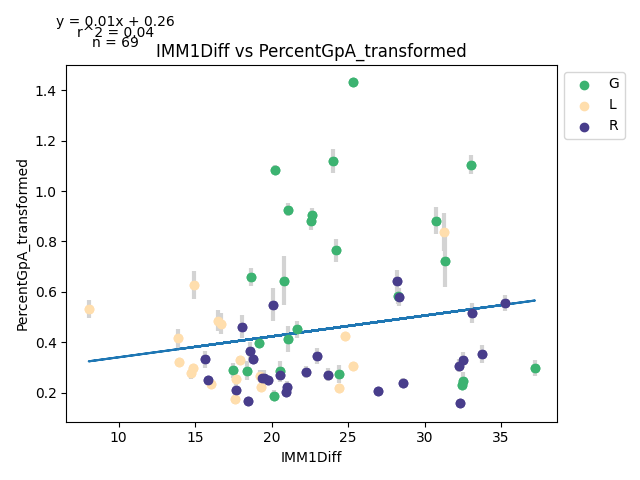 y = 0.01x + 0.26
r^2 = 0.04
n = 69
IMM1Diff vs PercentGpA_transformed
PercentGpA_transformed
1.4
1.2
1.0
0.8
0.6
0.4
0.2
10 15 20 25 30 35
IMM1Diff
G
L
R